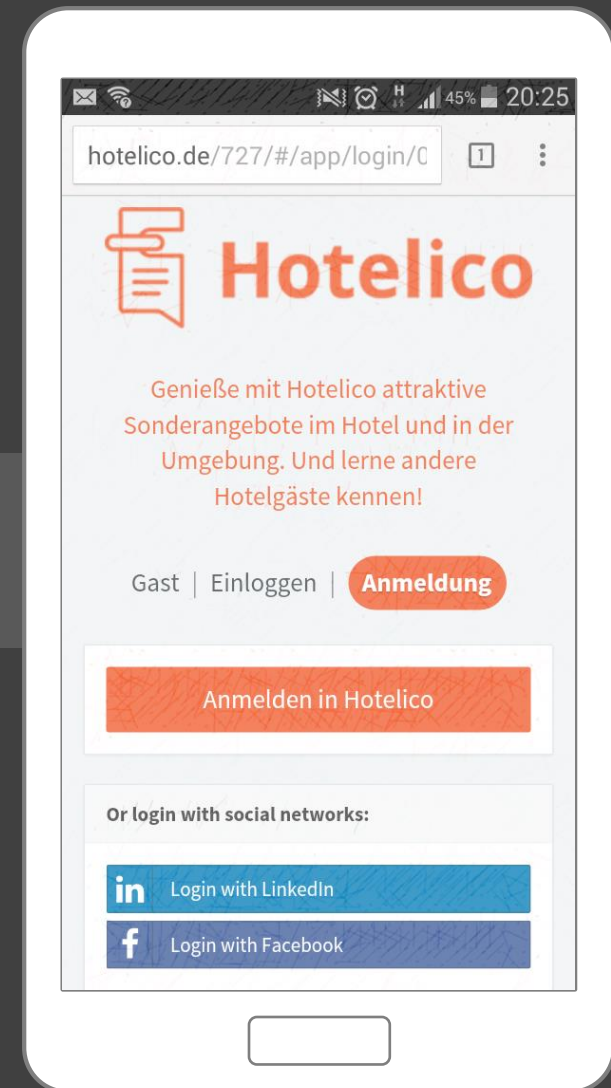 H 45% 20:25
hotelico.de/727/#/app/login/0
1
Hotelico
Genieße mit Hotelico attraktive
Sonderangebote im Hotel und in der
Umgebung. Und lerne andere
Hotelgäste kennen!
Gast | Einloggen | Anmeldung
Anmelden in Hotelico
Or login with social networks:
in Login with LinkedIn
f Login with Facebook